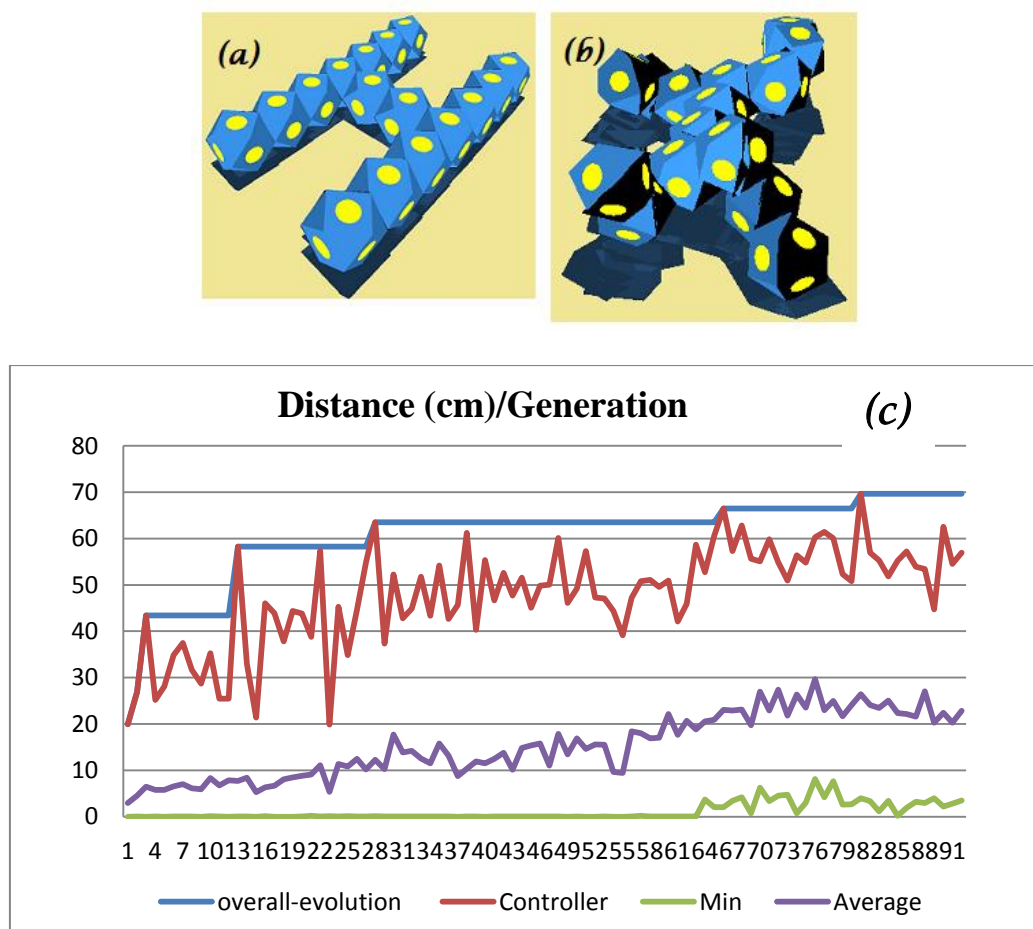 (a)
(b)
Distance (cm)/Generation
(c)
80
70
60
50
40
30
20
10
0
1 4 7 10 13 16 19 22 25 28 31 34 37 40 43 46 49 52 55 58 61 64 67 70 73 76 79 82 85 88 91
overall-evolution Controller Min Average